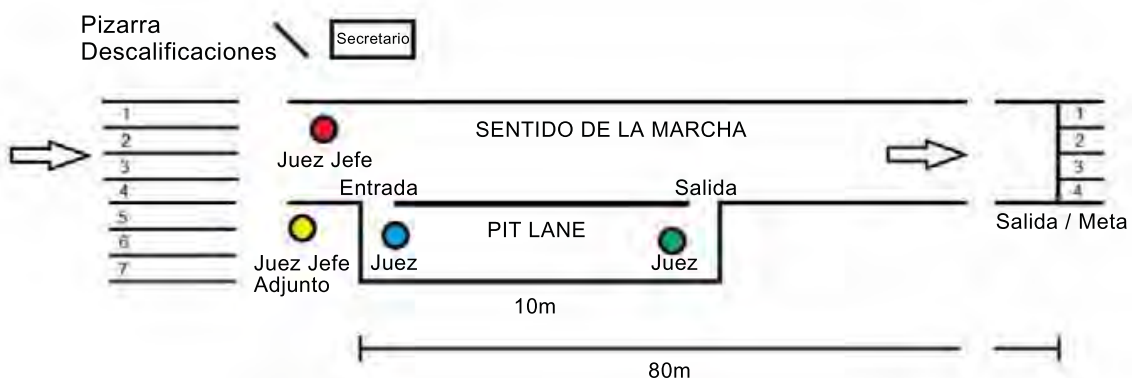 Pizarra
Descalificaciones
Secretario
1
2
3
4
5
6
7
Juez Jefe
SENTIDO DE LA MARCHA
1
2
3
4
Entrada
Salida
PIT LANE
Salida / Meta
Juez Jefe
Adjunto
Juez
Juez
10m
80m